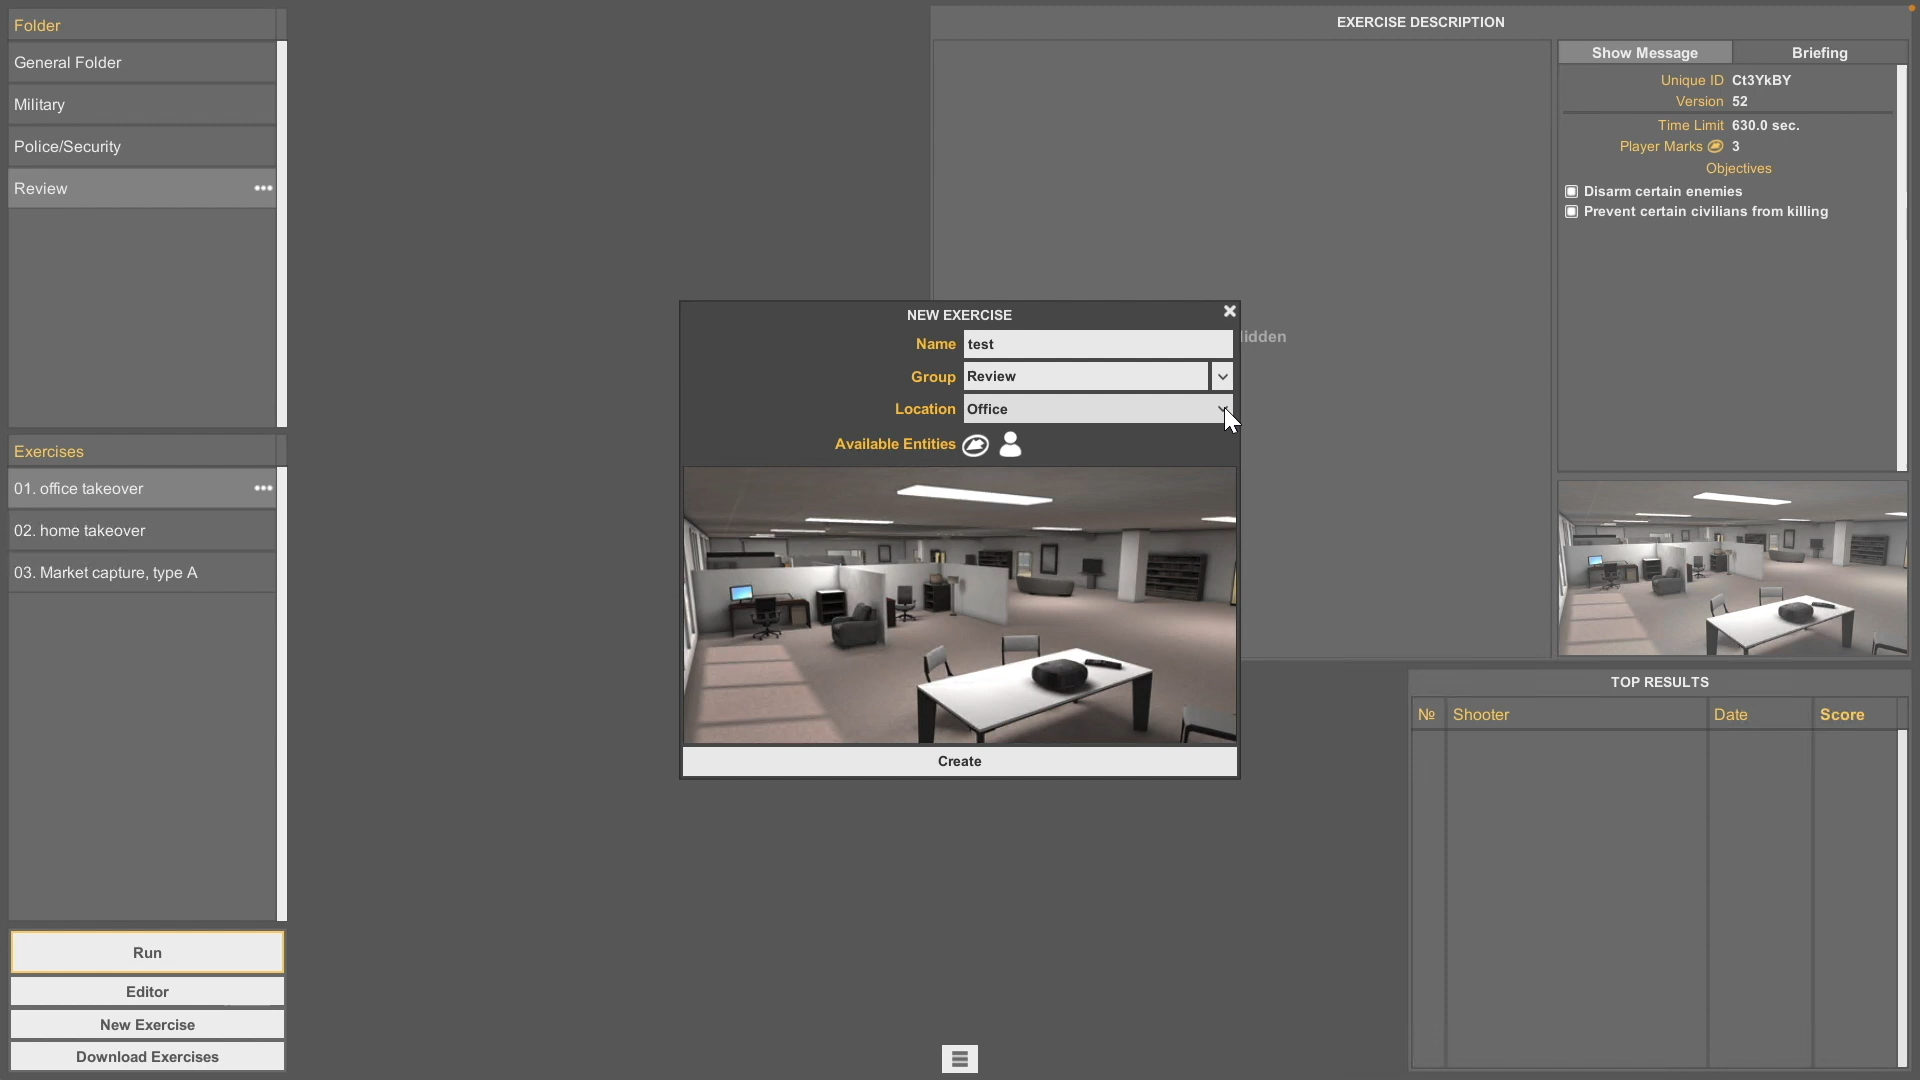 Folder
General Folder
Military
Police/Security
Review
Exercises
01. office takeover
02. home takeover
03. Market capture, type A
Run
Editor
New Exercise
Download Exercises
NEW EXERCISE
Name test
Group Review
Location Office
Available Entities
Create
EXERCISE DESCRIPTION
Show Message Briefing
Unique ID Ct3YkBY
Version 52
Time Limit 630.0 sec.
Player Marks 3
Objectives
Disarm certain enemies
Prevent certain civilians from killing
TOP RESULTS
№ Shooter Date Score